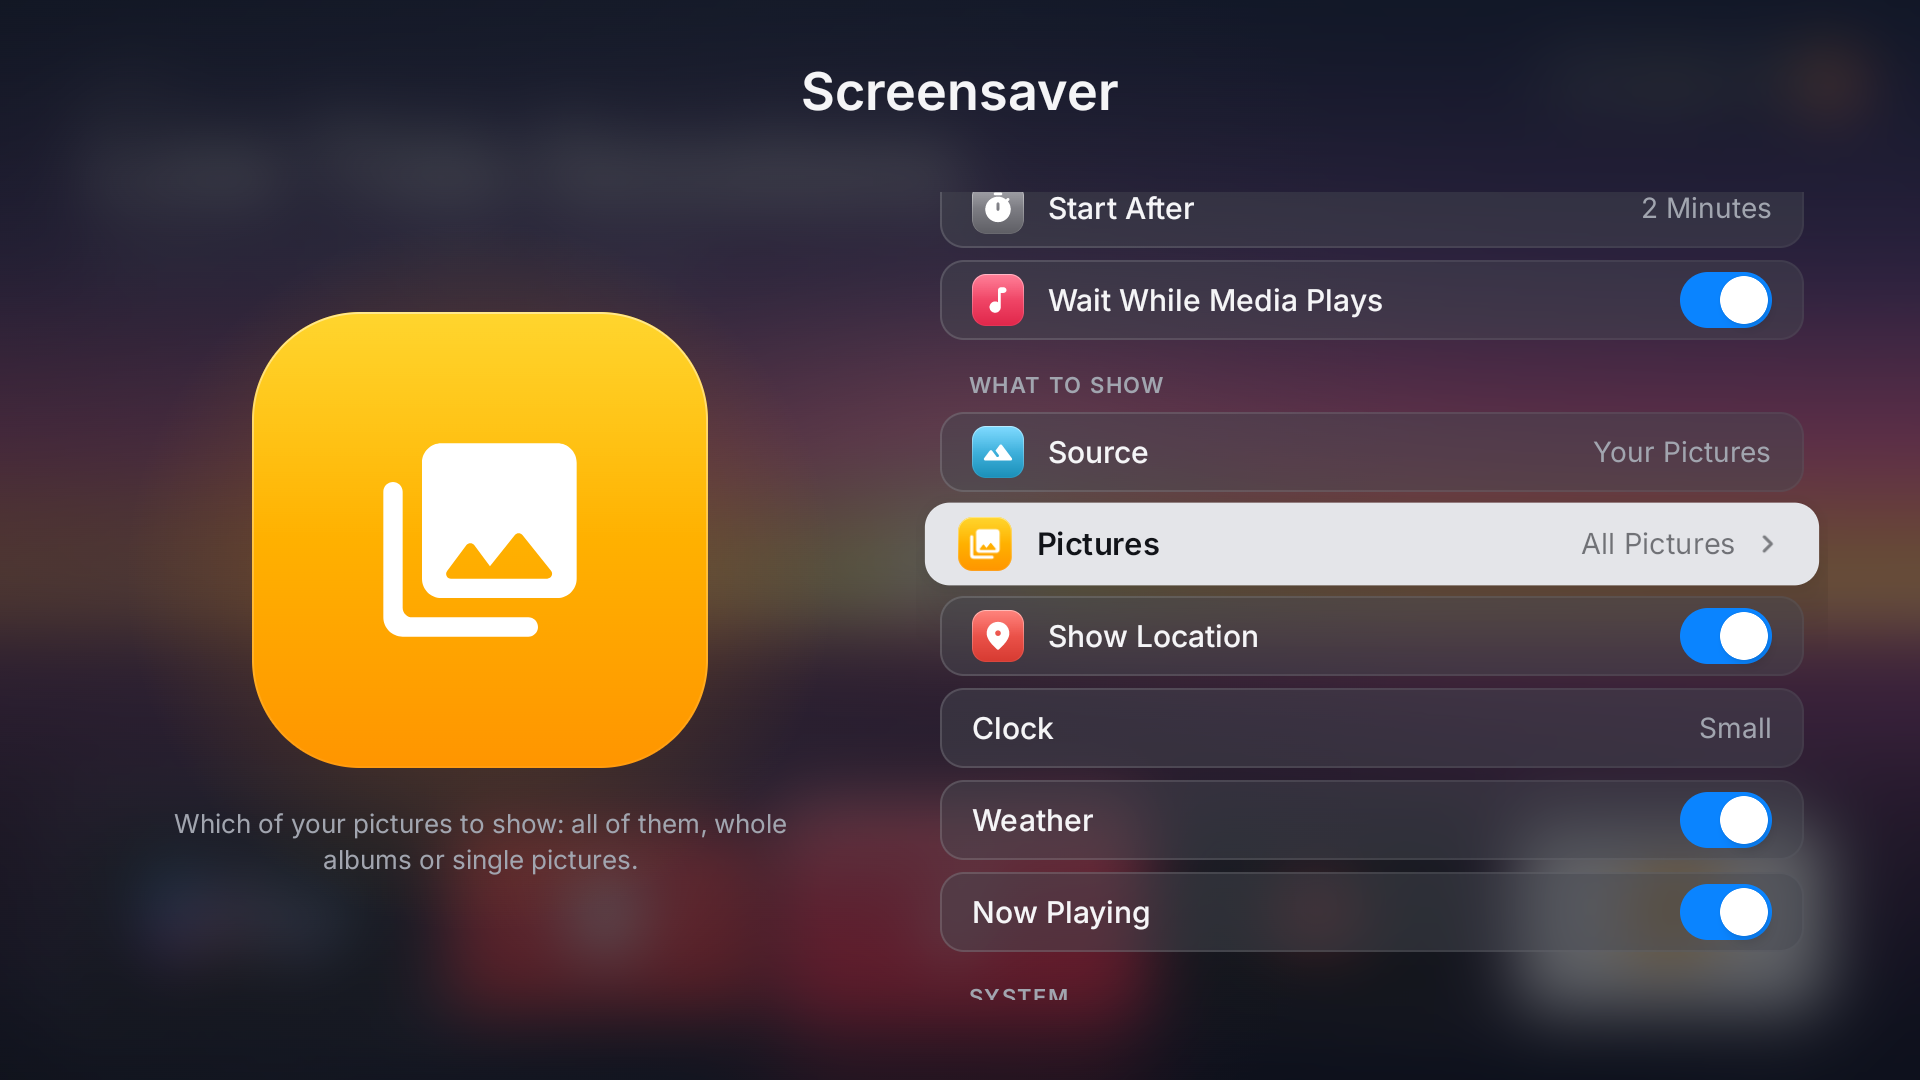 Screensaver
Start After
2 Minutes
Wait While Media Plays
WHAT TO SHOW
Source
Your Pictures
Pictures
All Pictures
Show Location
Clock
Small
Weather
Now Playing
SYSTEM
Which of your pictures to show: all of them, whole
albums or single pictures.